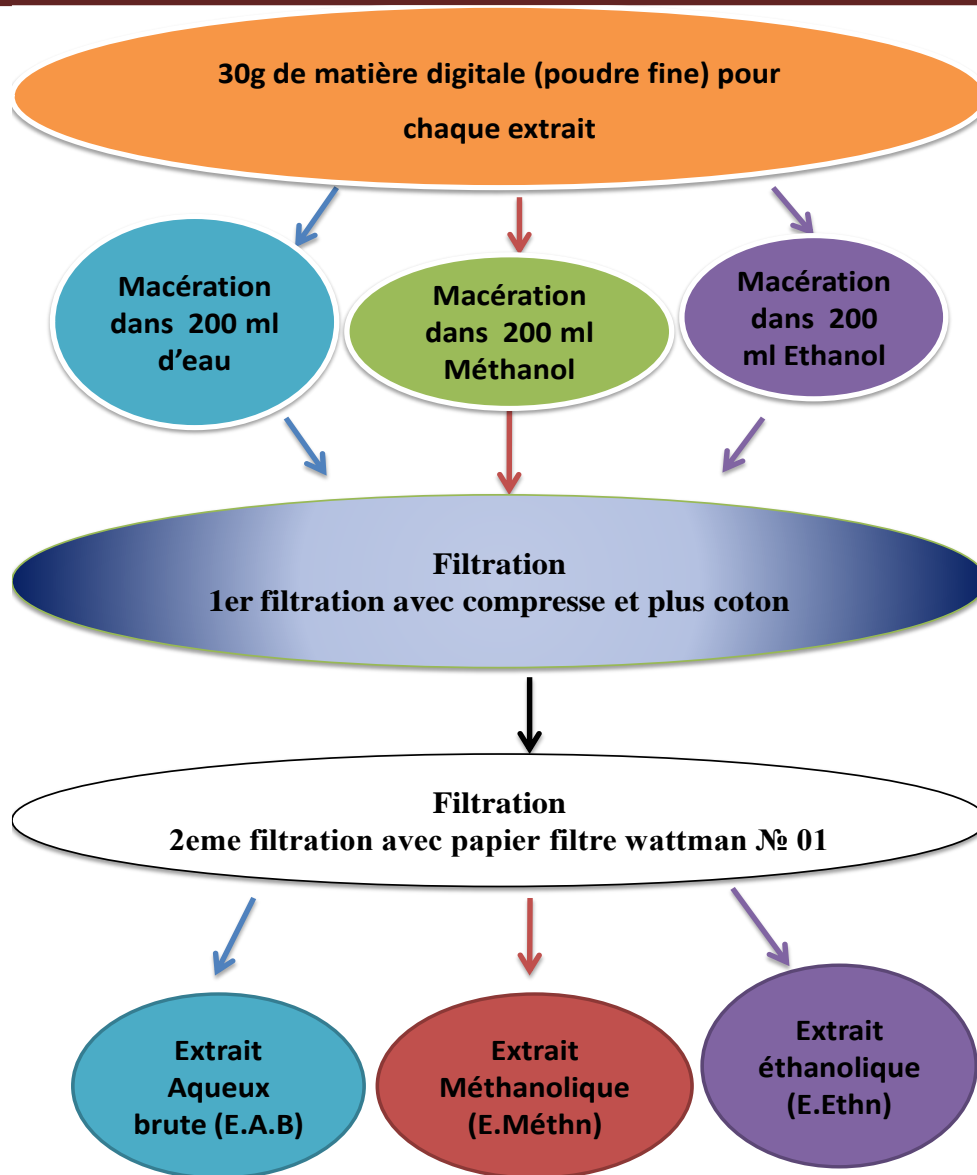 30g de matière digitale (poudre fine) pour
chaque extrait
Macération
dans 200 ml
d’eau
Macération
dans 200 ml
Méthanol
Macération
dans 200
ml Ethanol
Filtration
1er filtration avec compresse et plus coton
Filtration
2eme filtration avec papier filtre wattman № 01
Extrait
Aqueux
brute (E.A.B)
Extrait
Méthanolique
(E.Méthn)
Extrait
éthanolique
(E.Ethn)